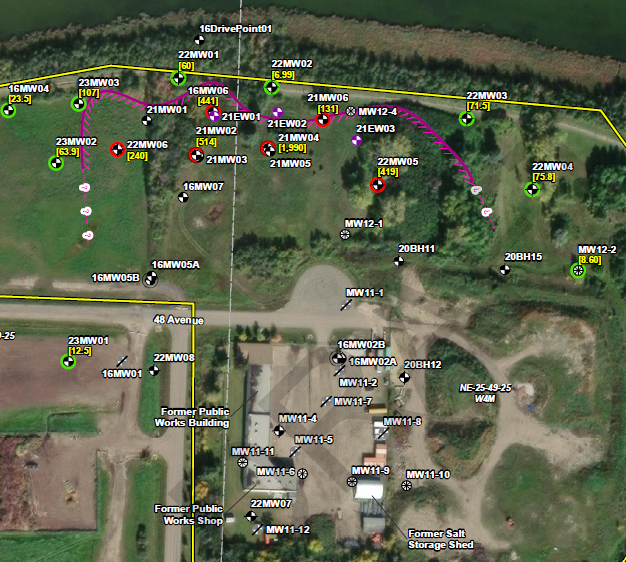 16DrivePoint01
22MW01
[60]
22MW02
[6.99]
16MW04
[23.5]
23MW03
[107]
16MW06
[441]
21MW06
[131]
22MW03
[71.5]
21MW01
21EW01
21EW02
MW12-4
21EW03
23MW02
[63.9]
22MW06
[240]
21MW02
[514]
21MW03
21MW04
[1,990]
21MW05
22MW05
[419]
22MW04
[75.8]
16MW07
?
?
?
?
?
MW12-1
20BH11
20BH15
MW12-2
[8.60]
16MW05A
16MW05B
MW11-1
48 Avenue
0-25
23MW01
[12.5]
16MW01
22MW08
16MW02B
16MW02A
MW11-2
20BH12
NE-25-49-25
W4M
Former Public
Works Building
MW11-7
MW11-4
MW11-8
MW11-5
MW11-11
MW11-6
MW11-9
MW11-10
Former Public
Works Shop
22MW07
MW11-12
Former Salt
Storage Shed